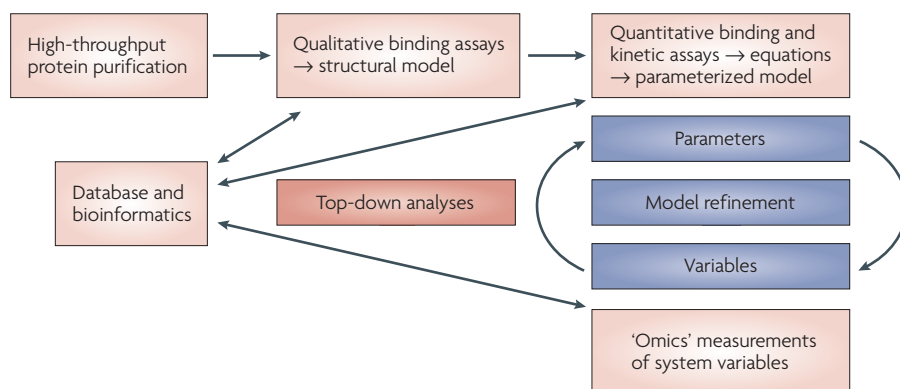 High-throughput
protein purification
Qualitative binding assays
→ structural model
Quantitative binding and
kinetic assays → equations
→ parameterized model
Parameters
Database and
bioinformatics
Top-down analyses
Model refinement
Variables
‘Omics’ measurements
of system variables